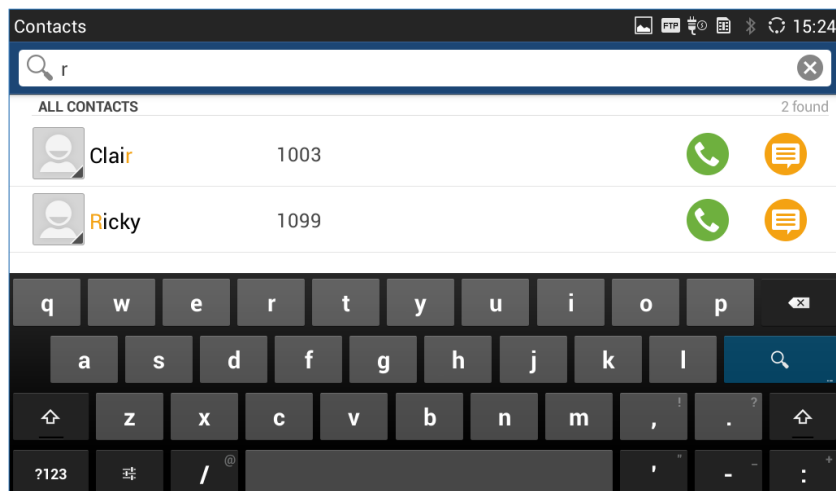 Contacts FTP 15:24
r
ALL CONTACTS 2 found
Clair 1003
Ricky 1099
q w e r t y u i o p
a s d f g h j k l ...
z x c v b n m , ! . ?
?123 / @ ' " - _ : +